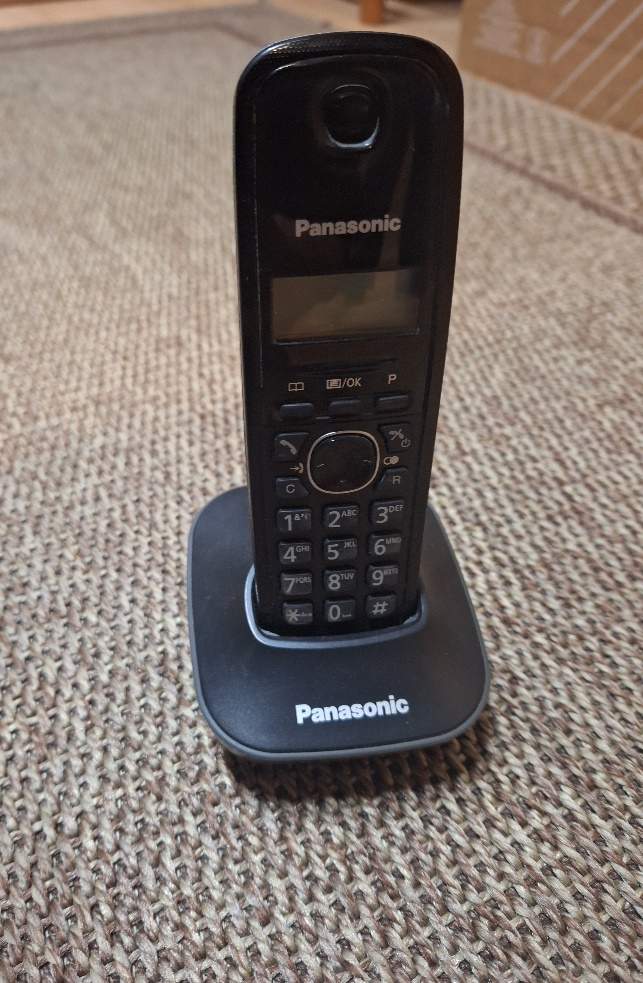 Panasonic
/OK P
C R
1 2ABC 3DEF
4GHI 5JKL 6MNO
7PQRS 8TUV 9WXYZ
* 0 #
Panasonic